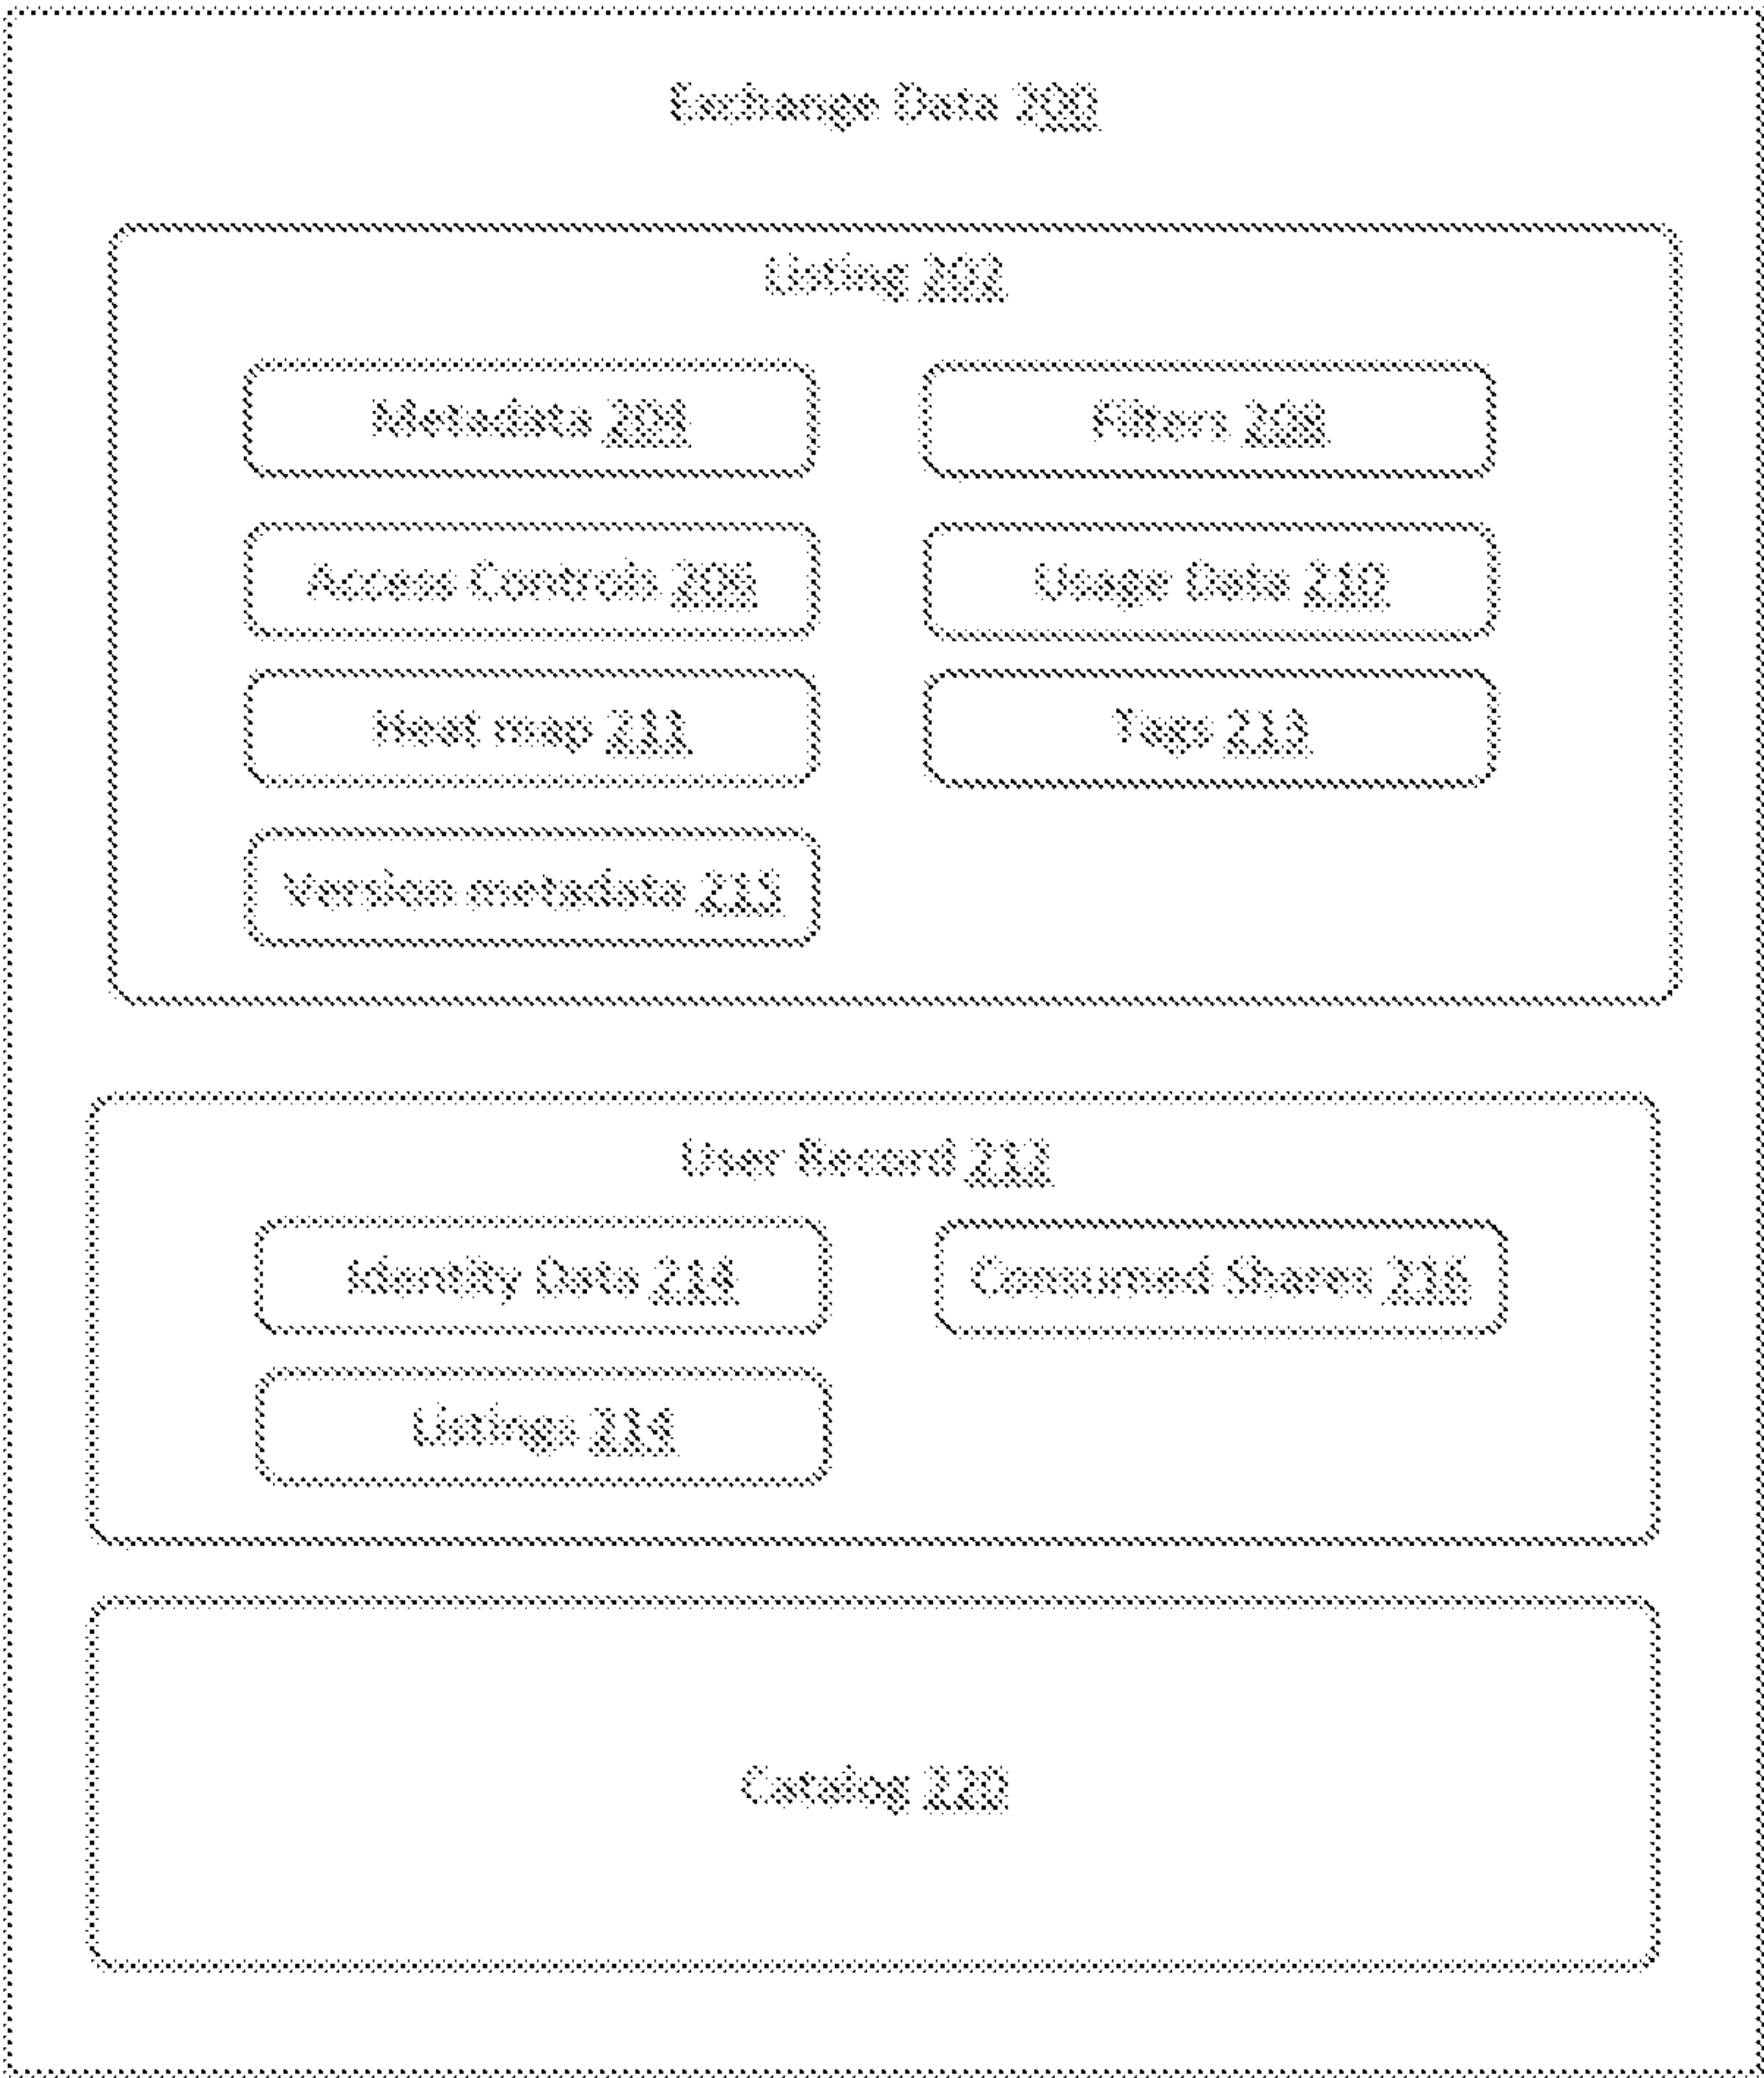 Exchange Data 200
Listing 202
Metadata 204
Filters 208
Access Controls 206
Usage Data 210
Heat map 211
Tags 213
Version metadata 215
User Record 212
Identity Data 214
Consumed Shares 216
Listings 214
Catalog 220